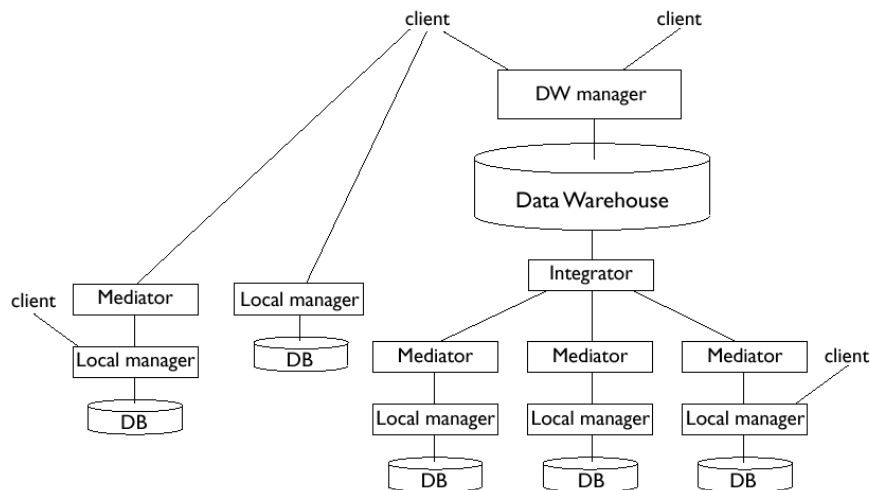 client
client
DW manager
Data Warehouse
Integrator
client
Mediator
Local manager
Local manager
DB
DB
Mediator
Mediator
Mediator
client
Local manager
Local manager
Local manager
DB
DB
DB